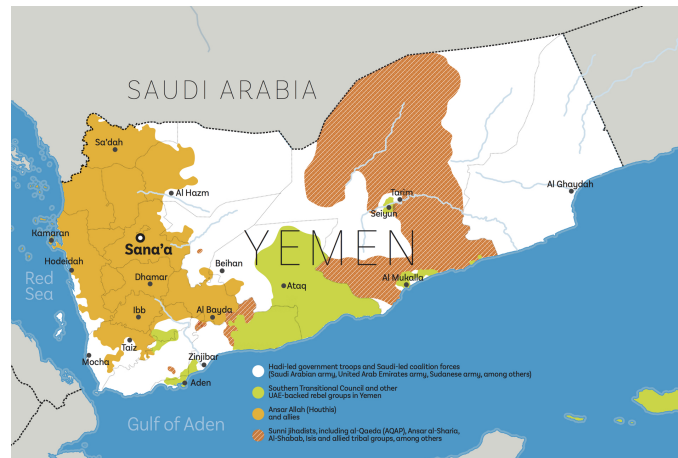 SAUDI ARABIA
Sa'dah
Al Hazm
Tarim
Seiyun
Al Ghaydah
Kamaran
Sana'a
YEMEN
Hadeidah
Beihan
Red
Sea
Dhamar
Ataq
Al Mukalla
Ibb
Al Bayda
Taiz
Mocha
Zinjibar
Aden
Gulf of Aden
Hadi-led government troops and Saudi-led coalition forces
(Saudi Arabian army, United Arab Emirates army, Sudanese army, among others)
Southern Transitional Council and other
UAE-backed rebel groups in Yemen
Ansar Allah (Houthis)
and allies
Sunni jihadists, including al-Qaeda (AQAP), Ansar al-Sharia,
Al-Shabab, Isis and allied tribal groups, among others